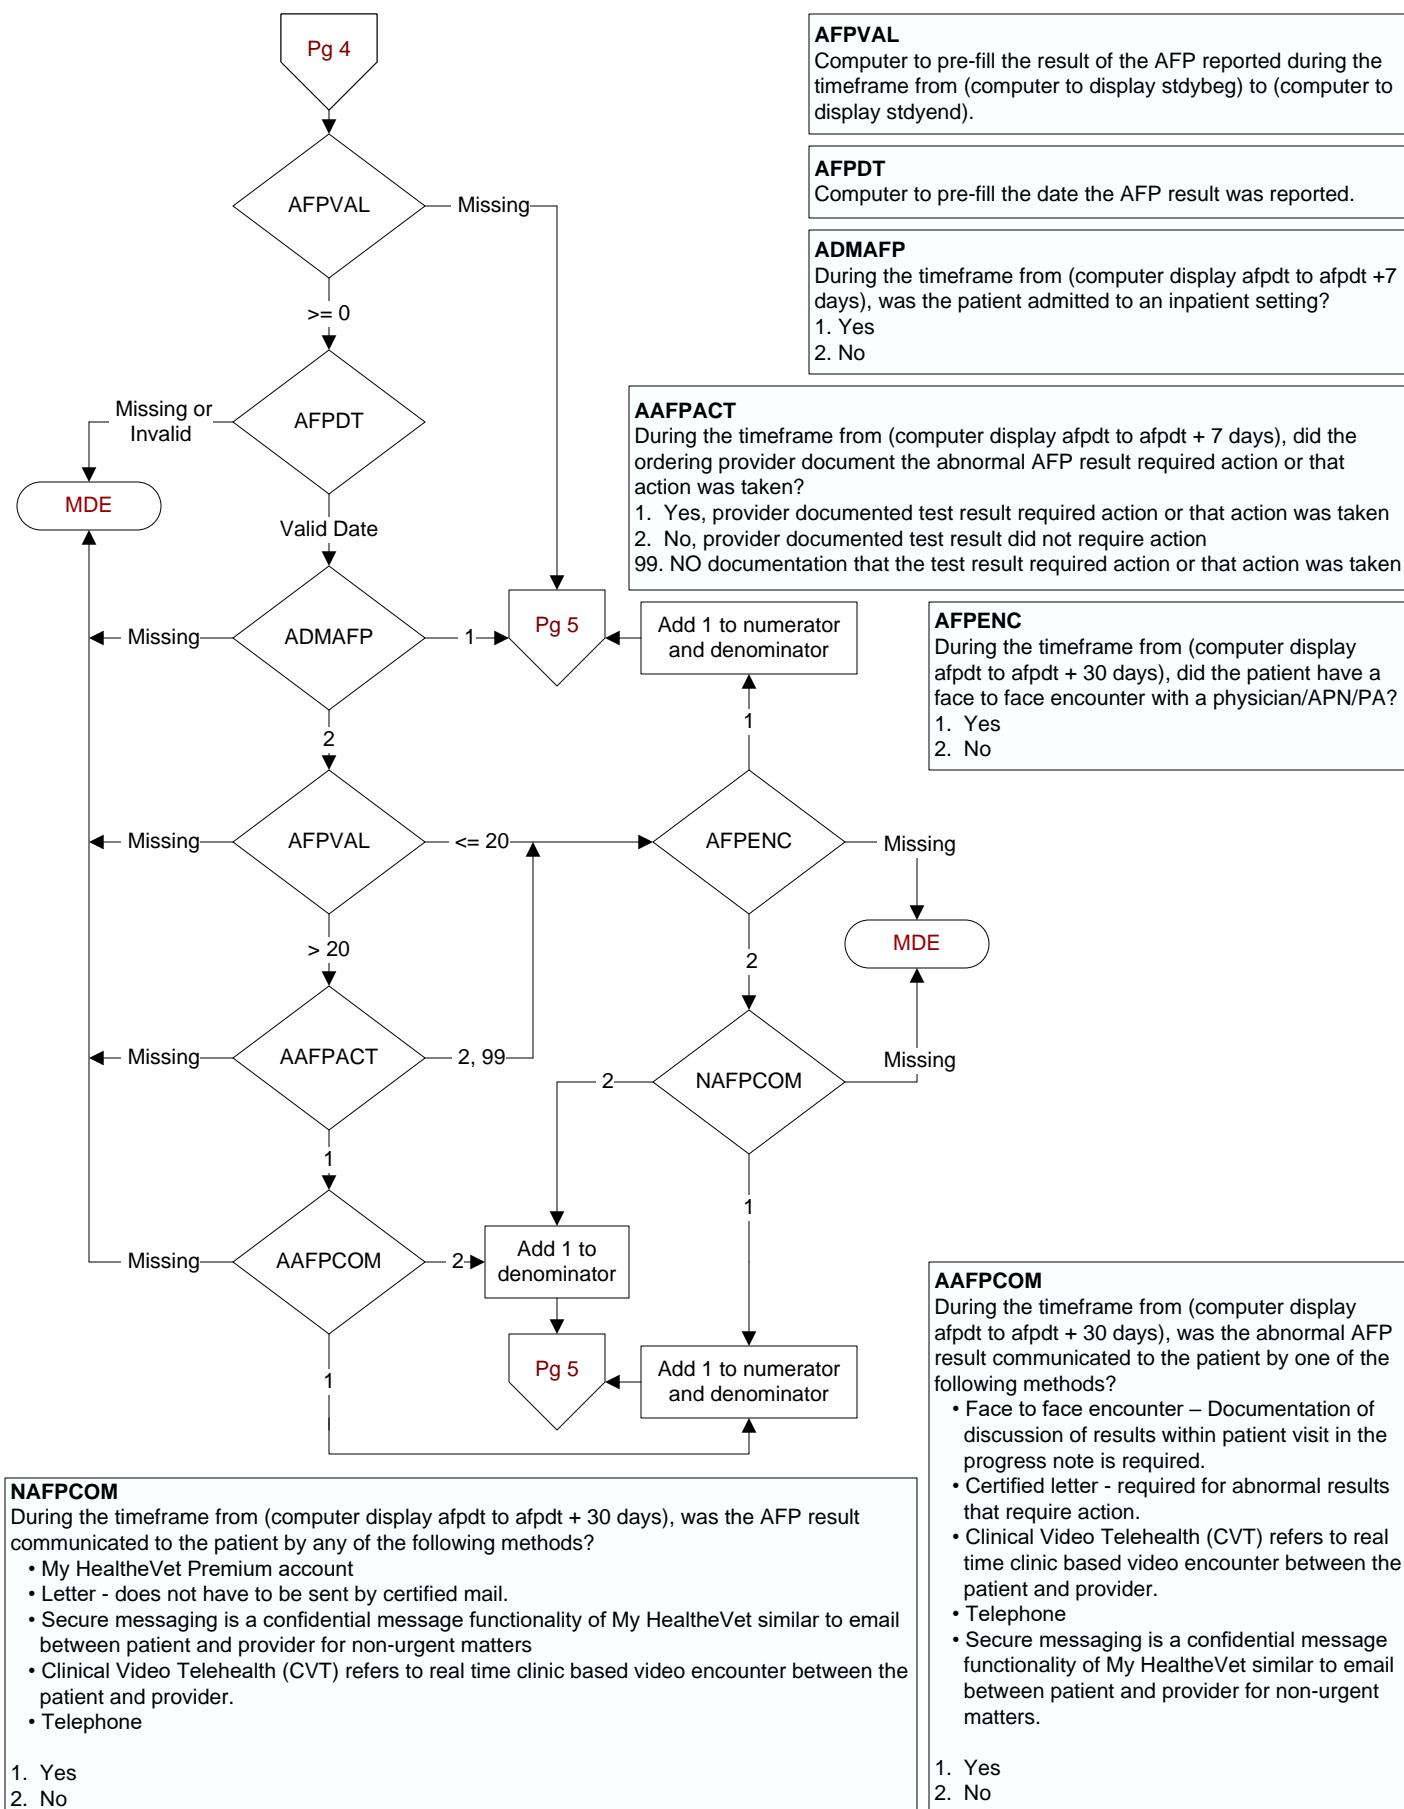 Pg 4
AFPVAL
Computer to pre-fill the result of the AFP reported during the
timeframe from (computer to display stdybeg) to (computer to
display stdyend).
AFPDT
Computer to pre-fill the date the AFP result was reported.
ADMAFP
During the timeframe from (computer display afpdt to afpdt +7
days), was the patient admitted to an inpatient setting?
1. Yes
2. No
AFPVAL
Missing
>= 0
AFPDT
Missing or
Invalid
MDE
Valid Date
AAFPACT
During the timeframe from (computer display afpdt to afpdt + 7 days), did the
ordering provider document the abnormal AFP result required action or that
action was taken?
1. Yes, provider documented test result required action or that action was taken
2. No, provider documented test result did not require action
99. NO documentation that the test result required action or that action was taken
Missing
ADMAFP
1
Pg 5
Add 1 to numerator
and denominator
AFPENC
During the timeframe from (computer display
afpdt to afpdt + 30 days), did the patient have a
face to face encounter with a physician/APN/PA?
1. Yes
2. No
2
1
Missing
AFPVAL
<= 20
AFPENC
Missing
MDE
> 20
2
Missing
AAFPACT
2, 99
2
NAFPCOM
Missing
1
1
Missing
AAFPCOM
2
Add 1 to
denominator
1
Pg 5
Add 1 to numerator
and denominator
AAFPCOM
During the timeframe from (computer display
afpdt to afpdt + 30 days), was the abnormal AFP
result communicated to the patient by one of the
following methods?
• Face to face encounter – Documentation of
discussion of results within patient visit in the
progress note is required.
• Certified letter - required for abnormal results
that require action.
• Clinical Video Telehealth (CVT) refers to real
time clinic based video encounter between the
patient and provider.
• Telephone
• Secure messaging is a confidential message
functionality of My HealtheVet similar to email
between patient and provider for non-urgent
matters.
1. Yes
2. No
NAFPCOM
During the timeframe from (computer display afpdt to afpdt + 30 days), was the AFP result
communicated to the patient by any of the following methods?
• My HealtheVet Premium account
• Letter - does not have to be sent by certified mail.
• Secure messaging is a confidential message functionality of My HealtheVet similar to email
between patient and provider for non-urgent matters
• Clinical Video Telehealth (CVT) refers to real time clinic based video encounter between the
patient and provider.
• Telephone
1. Yes
2. No